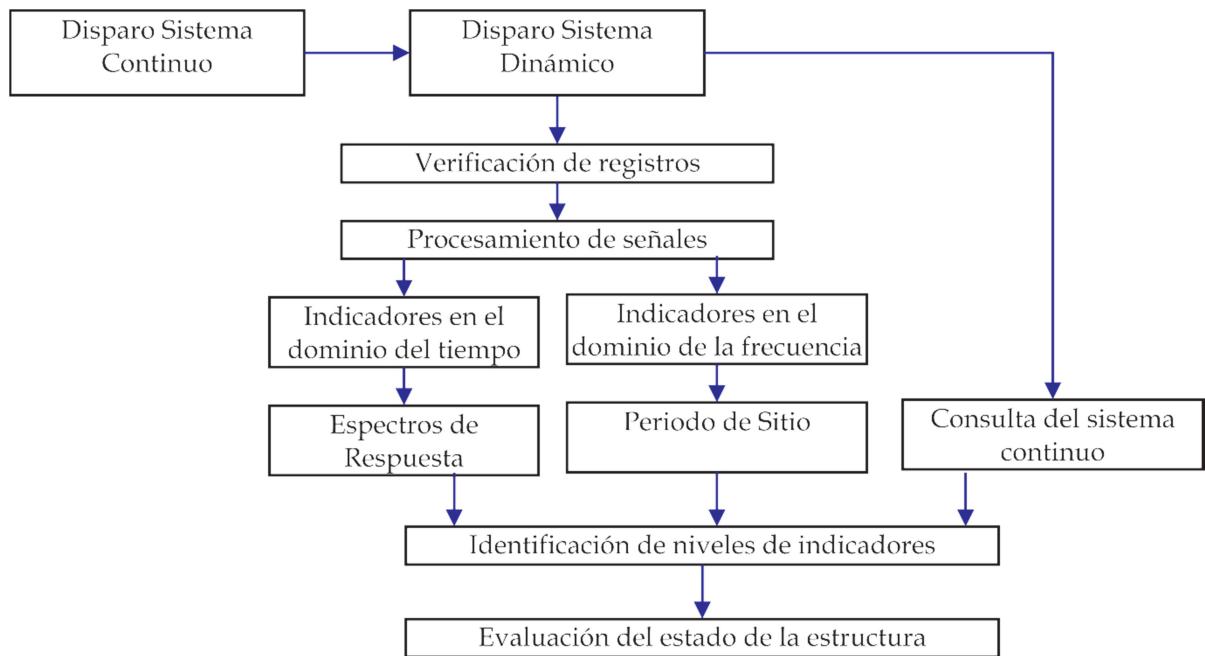 Disparo Sistema
Continuo
Disparo Sistema
Dinámico
Verificación de registros
Procesamiento de señales
Indicadores en el
dominio del tiempo
Indicadores en el
dominio de la frecuencia
Espectros de
Respuesta
Periodo de Sitio
Consulta del sistema
continuo
Identificación de niveles de indicadores
Evaluación del estado de la estructura